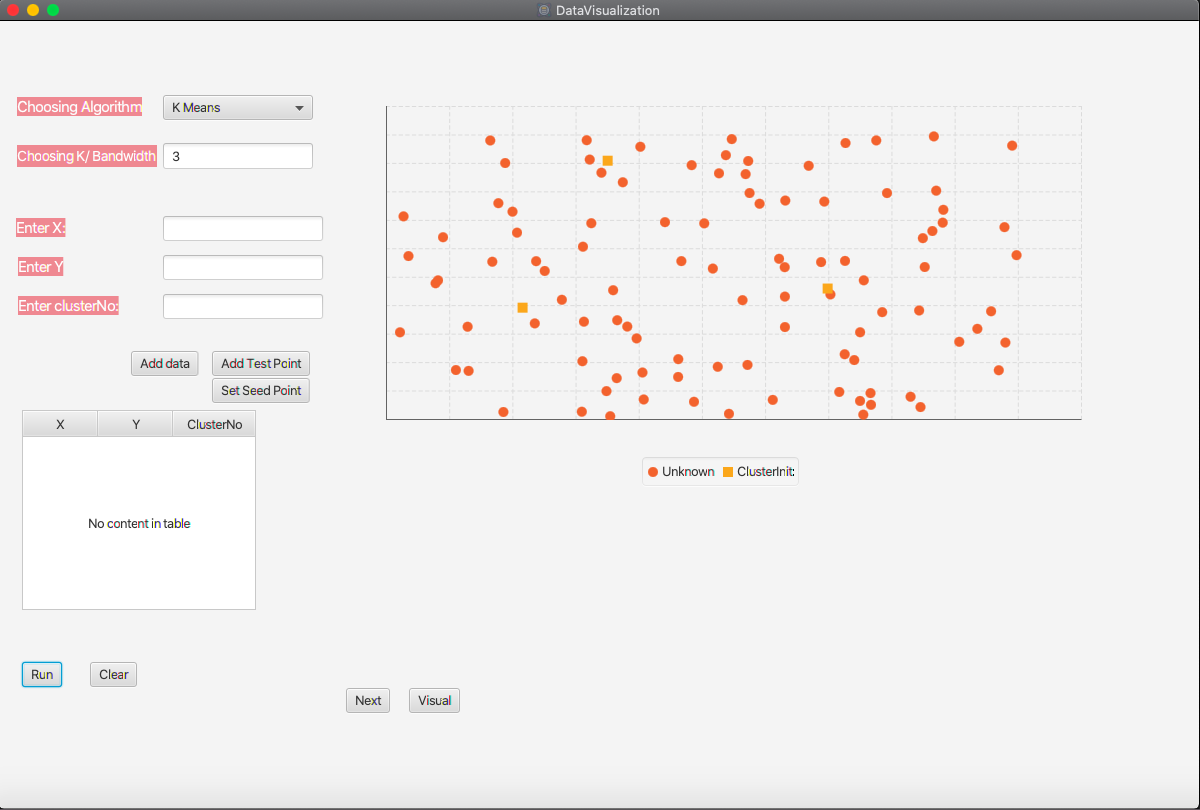 DataVisualization
Choosing Algorithm K Means
Choosing K/ Bandwidth 3
Enter X:
Enter Y
Enter clusterNo:
Add data Add Test Point
Set Seed Point
X Y ClusterNo
No content in table
Unknown ClusterInit:
Run Clear
Next Visual